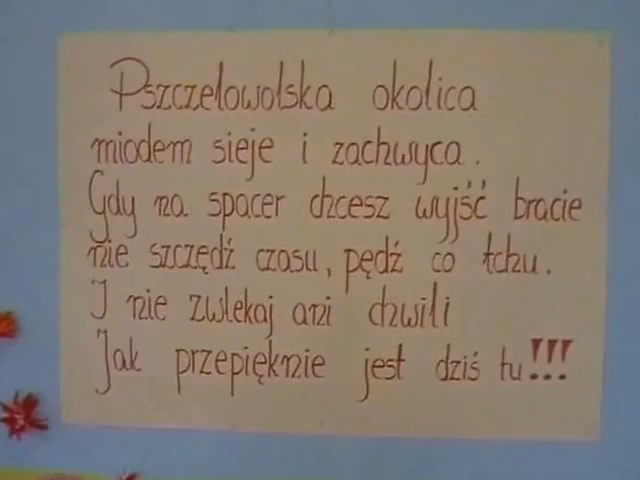 Pszczelowolska okolica
miodem sieje i zachwyca.
Gdy na spacer chcesz wyjść bracie
nie szczędź czasu, pędź co tchu.
I nie zwlekaj ani chwili
Jak przepięknie jest dziś tu!!!